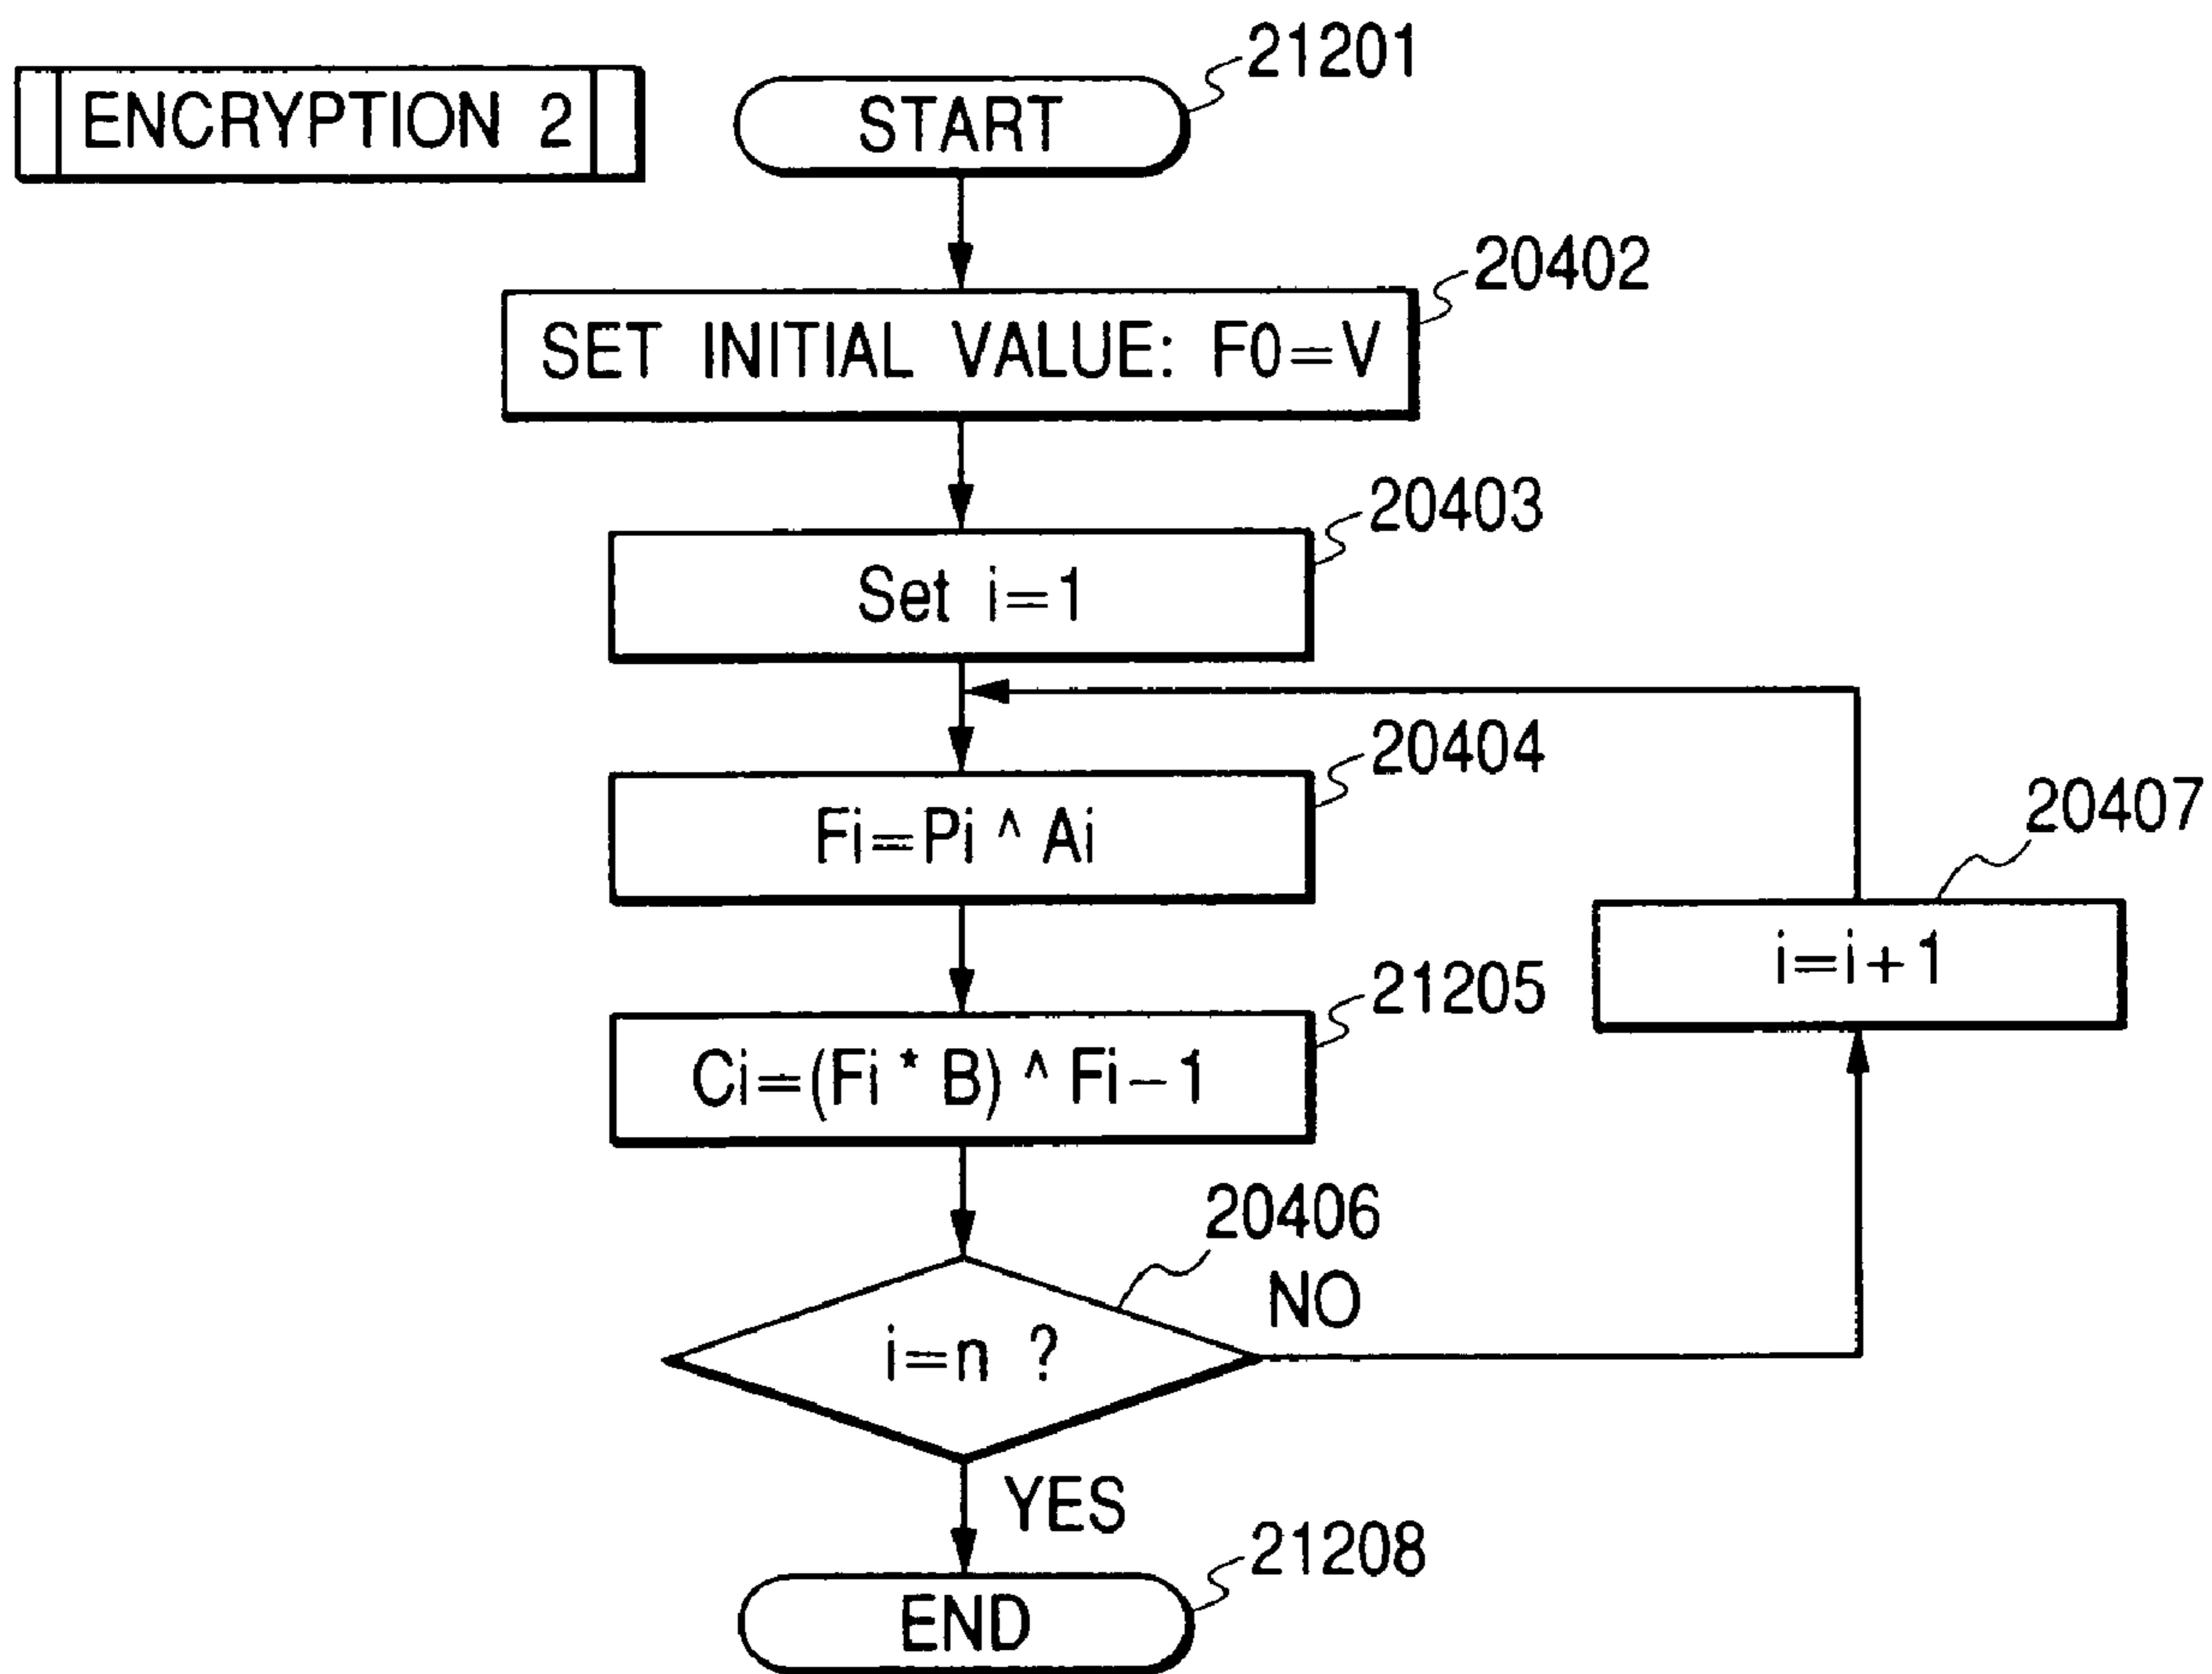 ENCRYPTION 2
START
21201
SET INITIAL VALUE: F0=V
20402
Set i=1
20403
Fi=Pi ^ Ai
20404
i=i+1
20407
Ci=(Fi * B) ^ Fi-1
21205
i=n ?
20406
NO
YES
END
21208